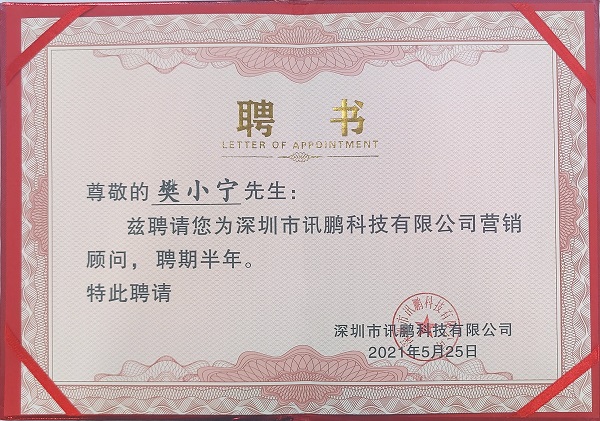 聘 书
LETTER OF APPOINTMENT
尊敬的 樊小宁 先生：
兹聘请您为深圳市讯鹏科技有限公司营销
顾问，聘期半年。
特此聘请
深圳市讯鹏科技有限公司
2021年5月25日